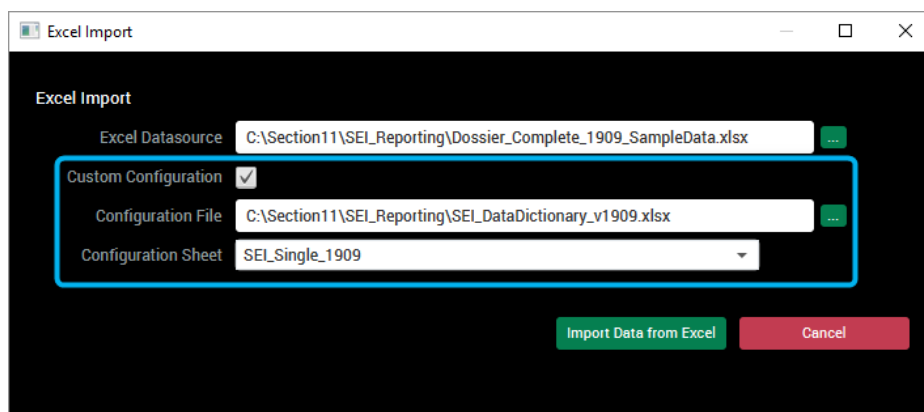 Excel Import
Excel Import
Excel Datasource C:\Section11\SEI_Reporting\Dossier_Complete_1909_SampleData.xlsx ...
Custom Configuration
Configuration File C:\Section11\SEI_Reporting\SEI_DataDictionary_v1909.xlsx ...
Configuration Sheet SEI_Single_1909
Import Data from Excel Cancel